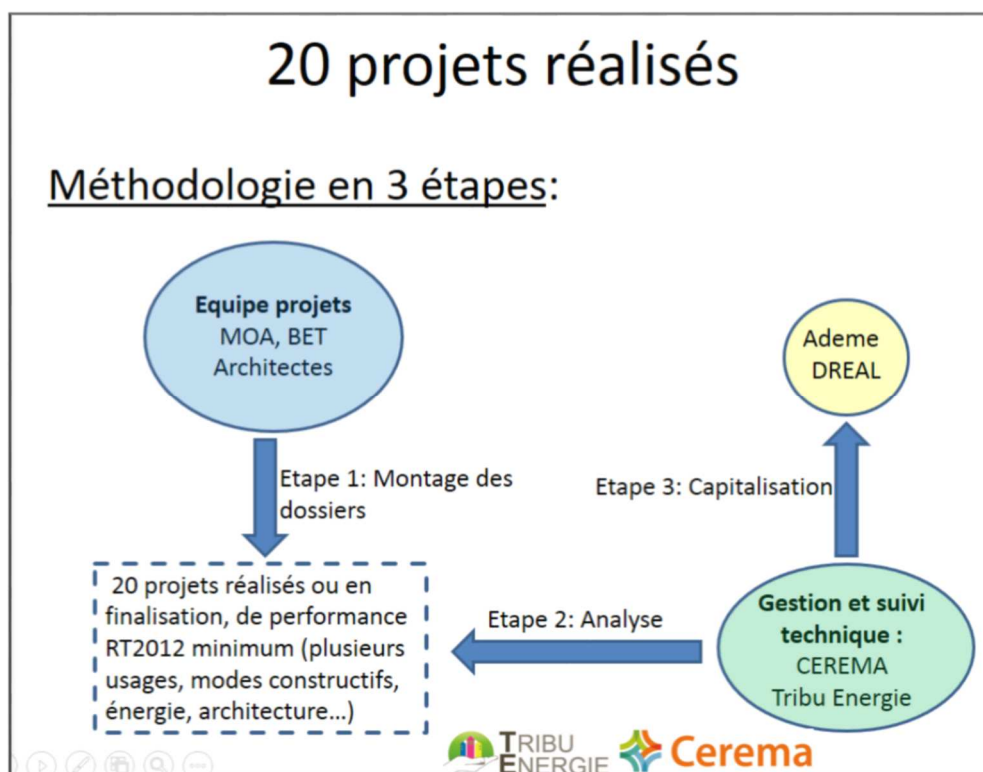 20 projets réalisés
Méthodologie en 3 étapes:
Equipe projets
MOA, BET
Architectes
Ademe
DREAL
Etape 1: Montage des
dossiers
Etape 3: Capitalisation
20 projets réalisés ou en
finalisation, de performance
RT2012 minimum (plusieurs
usages, modes constructifs,
énergie, architecture...)
Etape 2: Analyse
Gestion et suivi
technique :
CEREMA
Tribu Energie
TRIBU
ENERGIE
Cerema